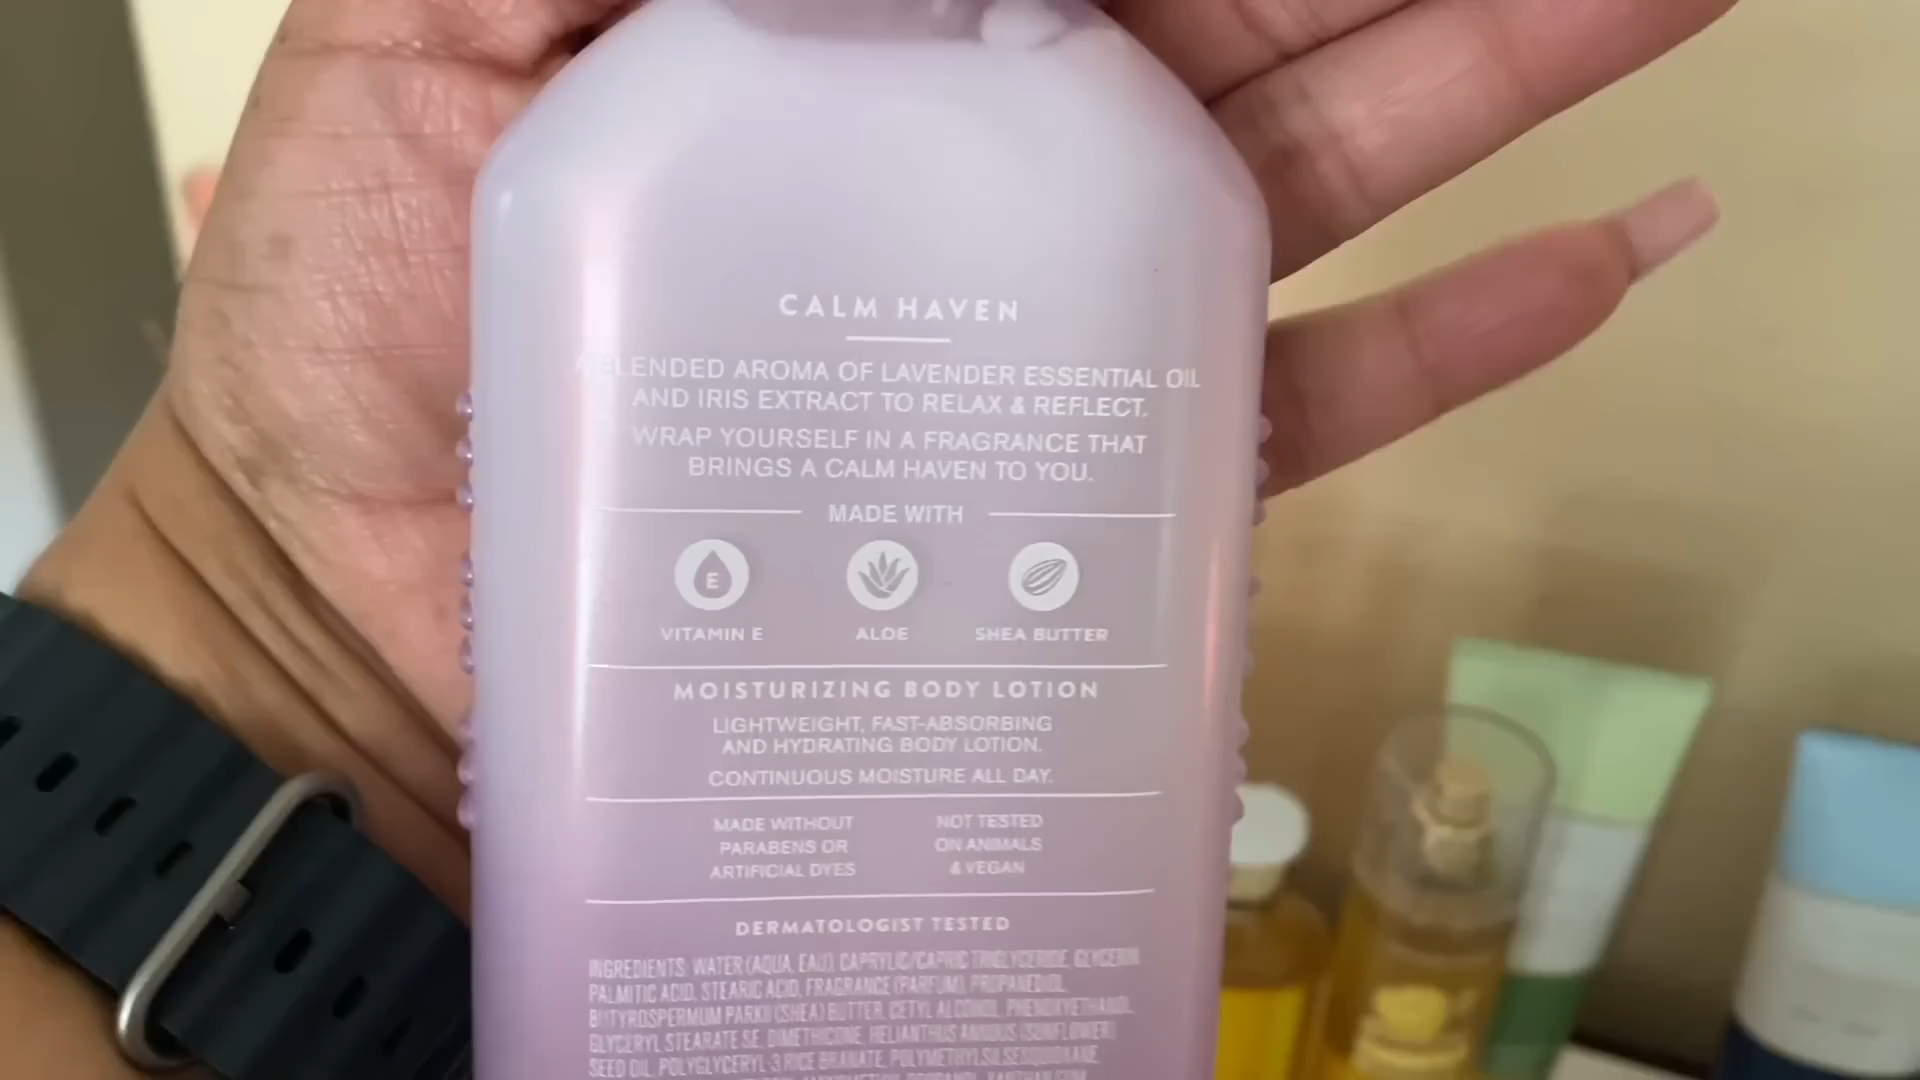 CALM HAVEN
A BLENDED AROMA OF LAVENDER ESSENTIAL OIL
AND IRIS EXTRACT TO RELAX & REFLECT.
WRAP YOURSELF IN A FRAGRANCE THAT
BRINGS A CALM HAVEN TO YOU.
MADE WITH
E
VITAMIN E ALOE SHEA BUTTER
MOISTURIZING BODY LOTION
LIGHTWEIGHT, FAST-ABSORBING
AND HYDRATING BODY LOTION.
CONTINUOUS MOISTURE ALL DAY.
MADE WITHOUT
PARABENS OR
ARTIFICIAL DYES
NOT TESTED
ON ANIMALS
& VEGAN
DERMATOLOGIST TESTED
INGREDIENTS: WATER (AQUA, EAU), CAPRYLIC/CAPRIC TRIGLYCERIDE, GLYCERIN,
PALMITIC ACID, STEARIC ACID, FRAGRANCE (PARFUM), PROPANEDIOL,
BUTYROSPERMUM PARKII (SHEA) BUTTER, CETYL ALCOHOL, PHENOXYETHANOL,
GLYCERYL STEARATE SE, DIMETHICONE, HELIANTHUS ANNUUS (SUNFLOWER)
SEED OIL, POLYGLYCERYL-3 RICE BRANATE, POLYMETHYLSILSESQUIOXANE,
XANTHAN GUM,